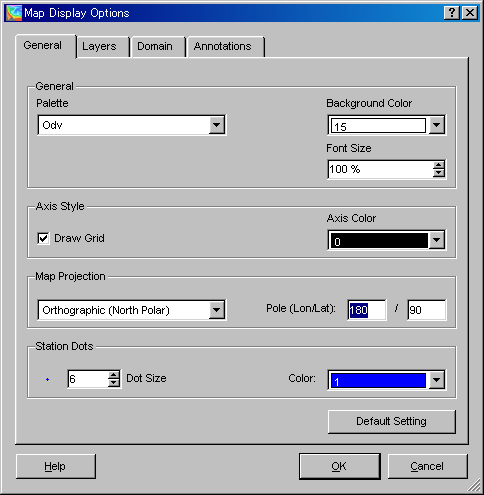 Map Display Options
General Layers Domain Annotations
General
Palette Background Color
Odv 15
Font Size
100 %
Axis Style
Axis Color
Draw Grid 0
Map Projection
Orthographic (North Polar) Pole (Lon/Lat): 180 / 90
Station Dots
6 Dot Size Color: 1
Default Setting
Help OK Cancel